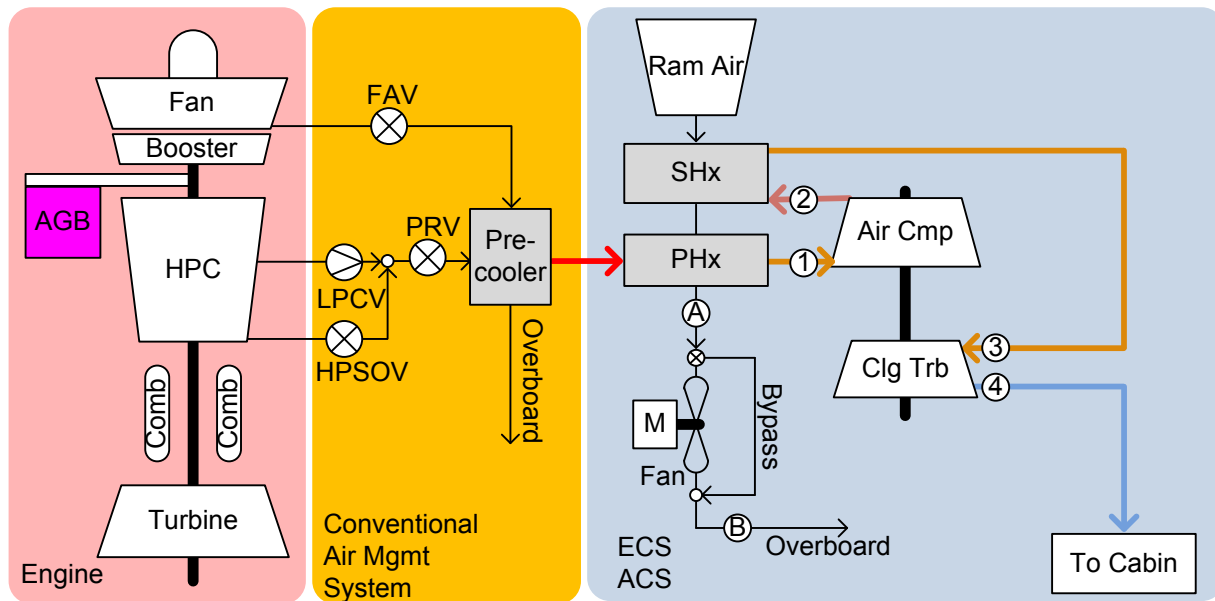 Fan
Booster
AGB
HPC
Comb
Comb
Turbine
Engine
FAV
PRV
LPCV
HPSOV
Pre-
cooler
Overboard
Conventional
Air Mgmt
System
Ram Air
SHx
PHx
2
1
Air Cmp
A
3
Clg Trb
4
Bypass
M
Fan
B
Overboard
ECS
ACS
To Cabin